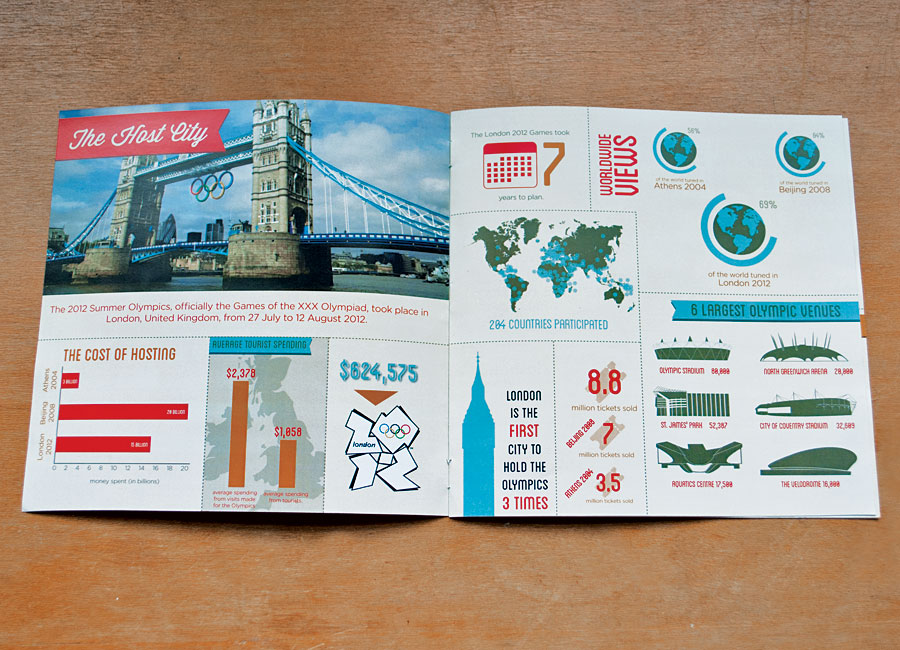 The Host City
The 2012 Summer Olympics, officially the Games of the XXX Olympiad, took place in
London, United Kingdom, from 27 July to 12 August 2012.
THE COST OF HOSTING
Athens
2004
3 BILLION
Beijing
2008
20 BILLION
London
2012
15 BILLION
0 2 4 6 8 10 12 14 16 18 20
money spent (in billions)
AVERAGE TOURIST SPENDING
$2,378
$1,058
average spending
from visits made
for the Olympics
average spending
from tourists
$624,575
london
The London 2012 Games took
7
years to plan.
WORLDWIDE
VIEWS
58%
of the world tuned in
Athens 2004
64%
of the world tuned in
Beijing 2008
69%
of the world tuned in
London 2012
204 COUNTRIES PARTICIPATED
LONDON
IS THE
FIRST
CITY TO
HOLD THE
OLYMPICS
3 TIMES
8.8
million tickets sold
BEIJING 2008
7
million tickets sold
ATHENS 2004
3.5
million tickets sold
6 LARGEST OLYMPIC VENUES
OLYMPIC STADIUM 80,000
NORTH GREENWICH ARENA 20,000
ST. JAMES' PARK 52,387
CITY OF COVENTRY STADIUM 32,609
AQUATICS CENTRE 17,500
THE VELODROME 16,000